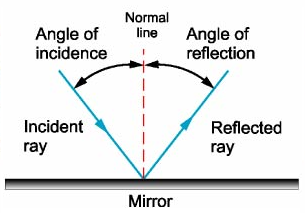 Normal
line
Angle of
incidence
Angle of
reflection
Incident
ray
Reflected
ray
Mirror